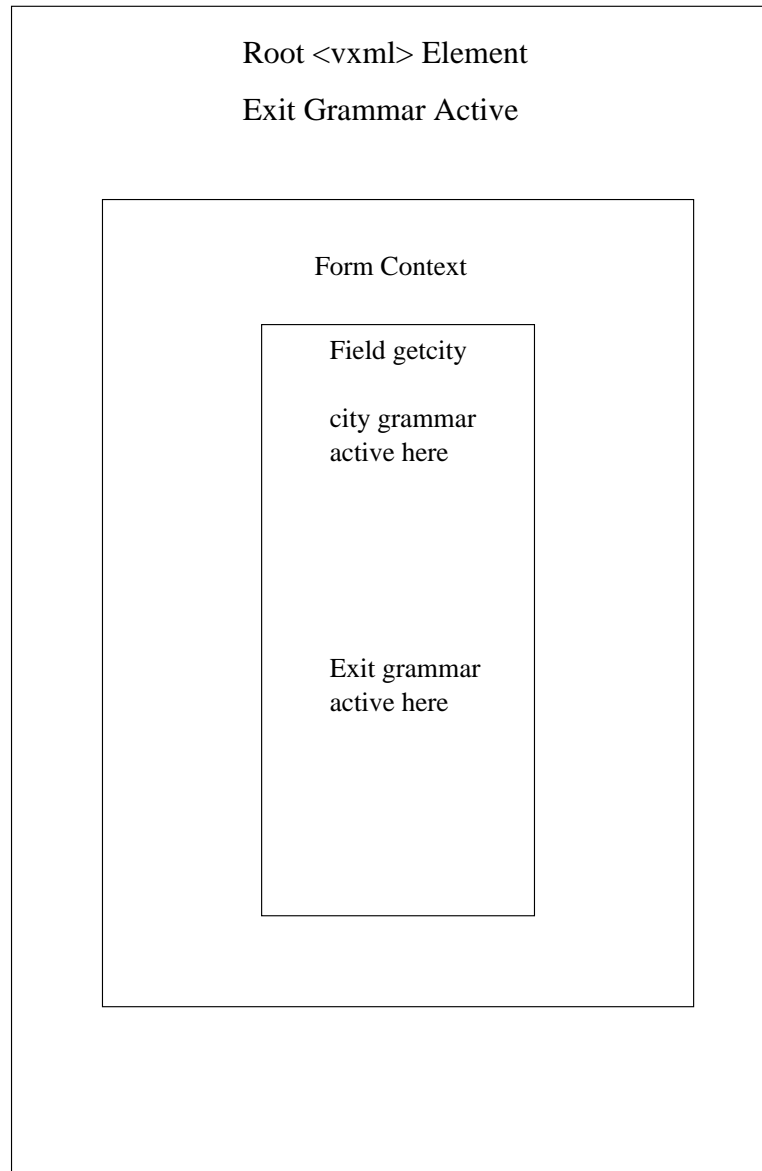 Root <vxml> Element
Exit Grammar Active
Form Context
Field getcity
city grammar
active here
Exit grammar
active here